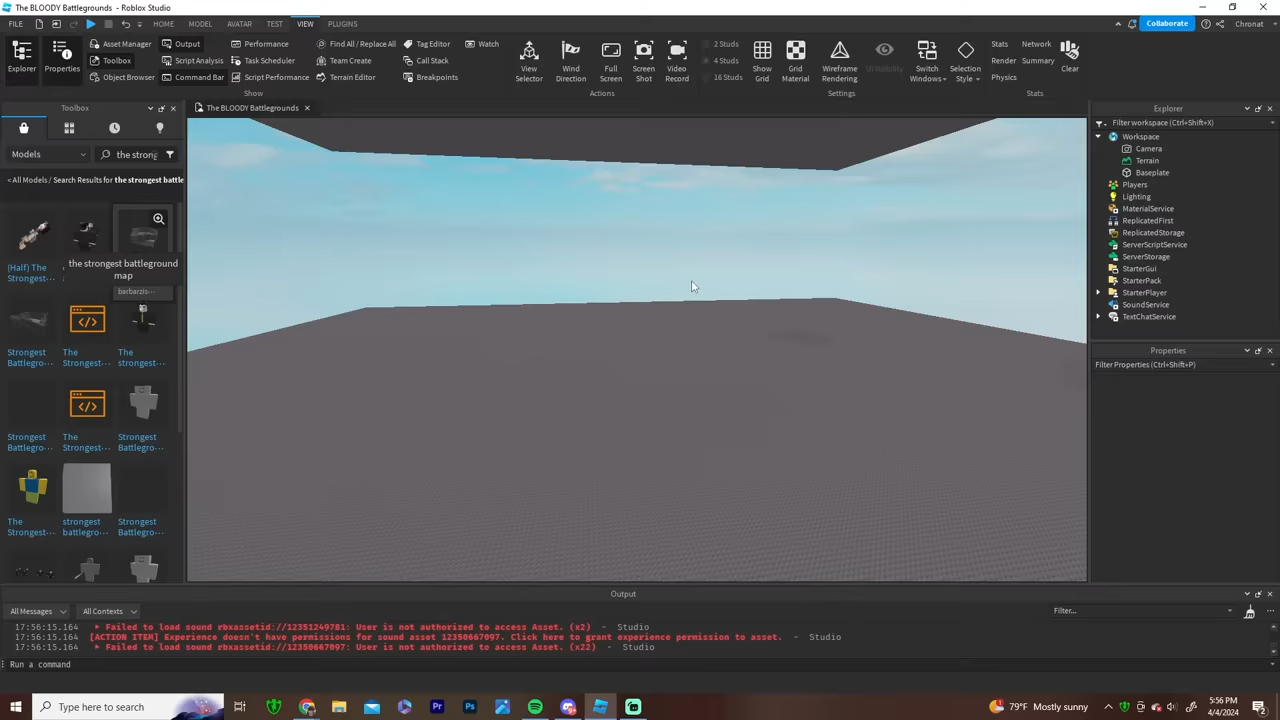 The BLOODY Battlegrounds - Roblox Studio
FILE HOME MODEL AVATAR TEST VIEW PLUGINS Collaborate Chronat
Explorer Properties
Asset Manager Output Performance Find All / Replace All Tag Editor Watch
Toolbox Script Analysis Task Scheduler Team Create Call Stack
Object Browser Command Bar Script Performance Terrain Editor Breakpoints
Show
View Selector Wind Direction Full Screen Screen Shot Video Record
Actions
2 Studs
4 Studs
16 Studs
Show Grid Grid Material Wireframe Rendering UI Visibility Switch Windows Selection Style
Settings
Stats Network
Render Summary
Physics
Clear
Stats
Toolbox
Models the strong
< All Models / Search Results for the strongest battle
(Half) The Strongest...
the strongest battleground map
barbarzis...
Strongest Battlegro... The Strongest... The strongest...
Strongest Battlegro... The Strongest... Strongest Battlegro...
The Strongest... strongest battlegro... Strongest Battlegro...
The BLOODY Battlegrounds
Explorer
Filter workspace (Ctrl+Shift+X)
Workspace
Camera
Terrain
Baseplate
Players
Lighting
MaterialService
ReplicatedFirst
ReplicatedStorage
ServerScriptService
ServerStorage
StarterGui
StarterPack
StarterPlayer
SoundService
TextChatService
Properties
Filter Properties (Ctrl+Shift+P)
Output
All Messages All Contexts Filter...
17:56:15.164 Failed to load sound rbxassetid://12351249781: User is not authorized to access Asset. (x2) - Studio
17:56:15.164 [ACTION ITEM] Experience doesn't have permissions for sound asset 12350667097. Click here to grant experience permission to asset. - Studio
17:56:15.164 Failed to load sound rbxassetid://12350667097: User is not authorized to access Asset. (x22) - Studio
Run a command
Type here to search
79°F Mostly sunny
5:56 PM
4/4/2024